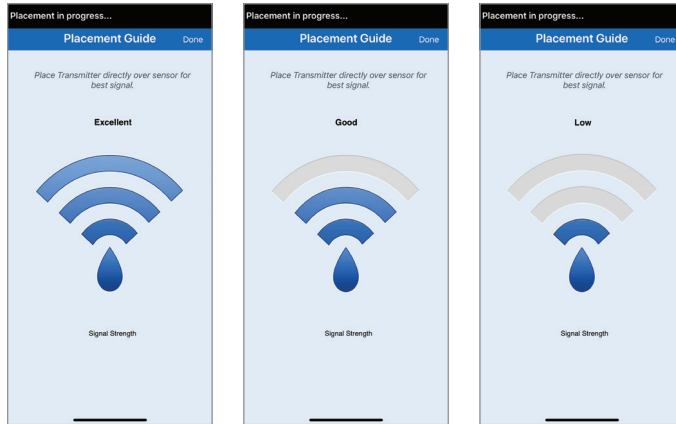 Placement in progress...
Placement Guide Done
Place Transmitter directly over sensor for
best signal.
Excellent
Signal Strength
Placement in progress...
Placement Guide Done
Place Transmitter directly over sensor for
best signal.
Good
Signal Strength
Placement in progress...
Placement Guide Done
Place Transmitter directly over sensor for
best signal.
Low
Signal Strength